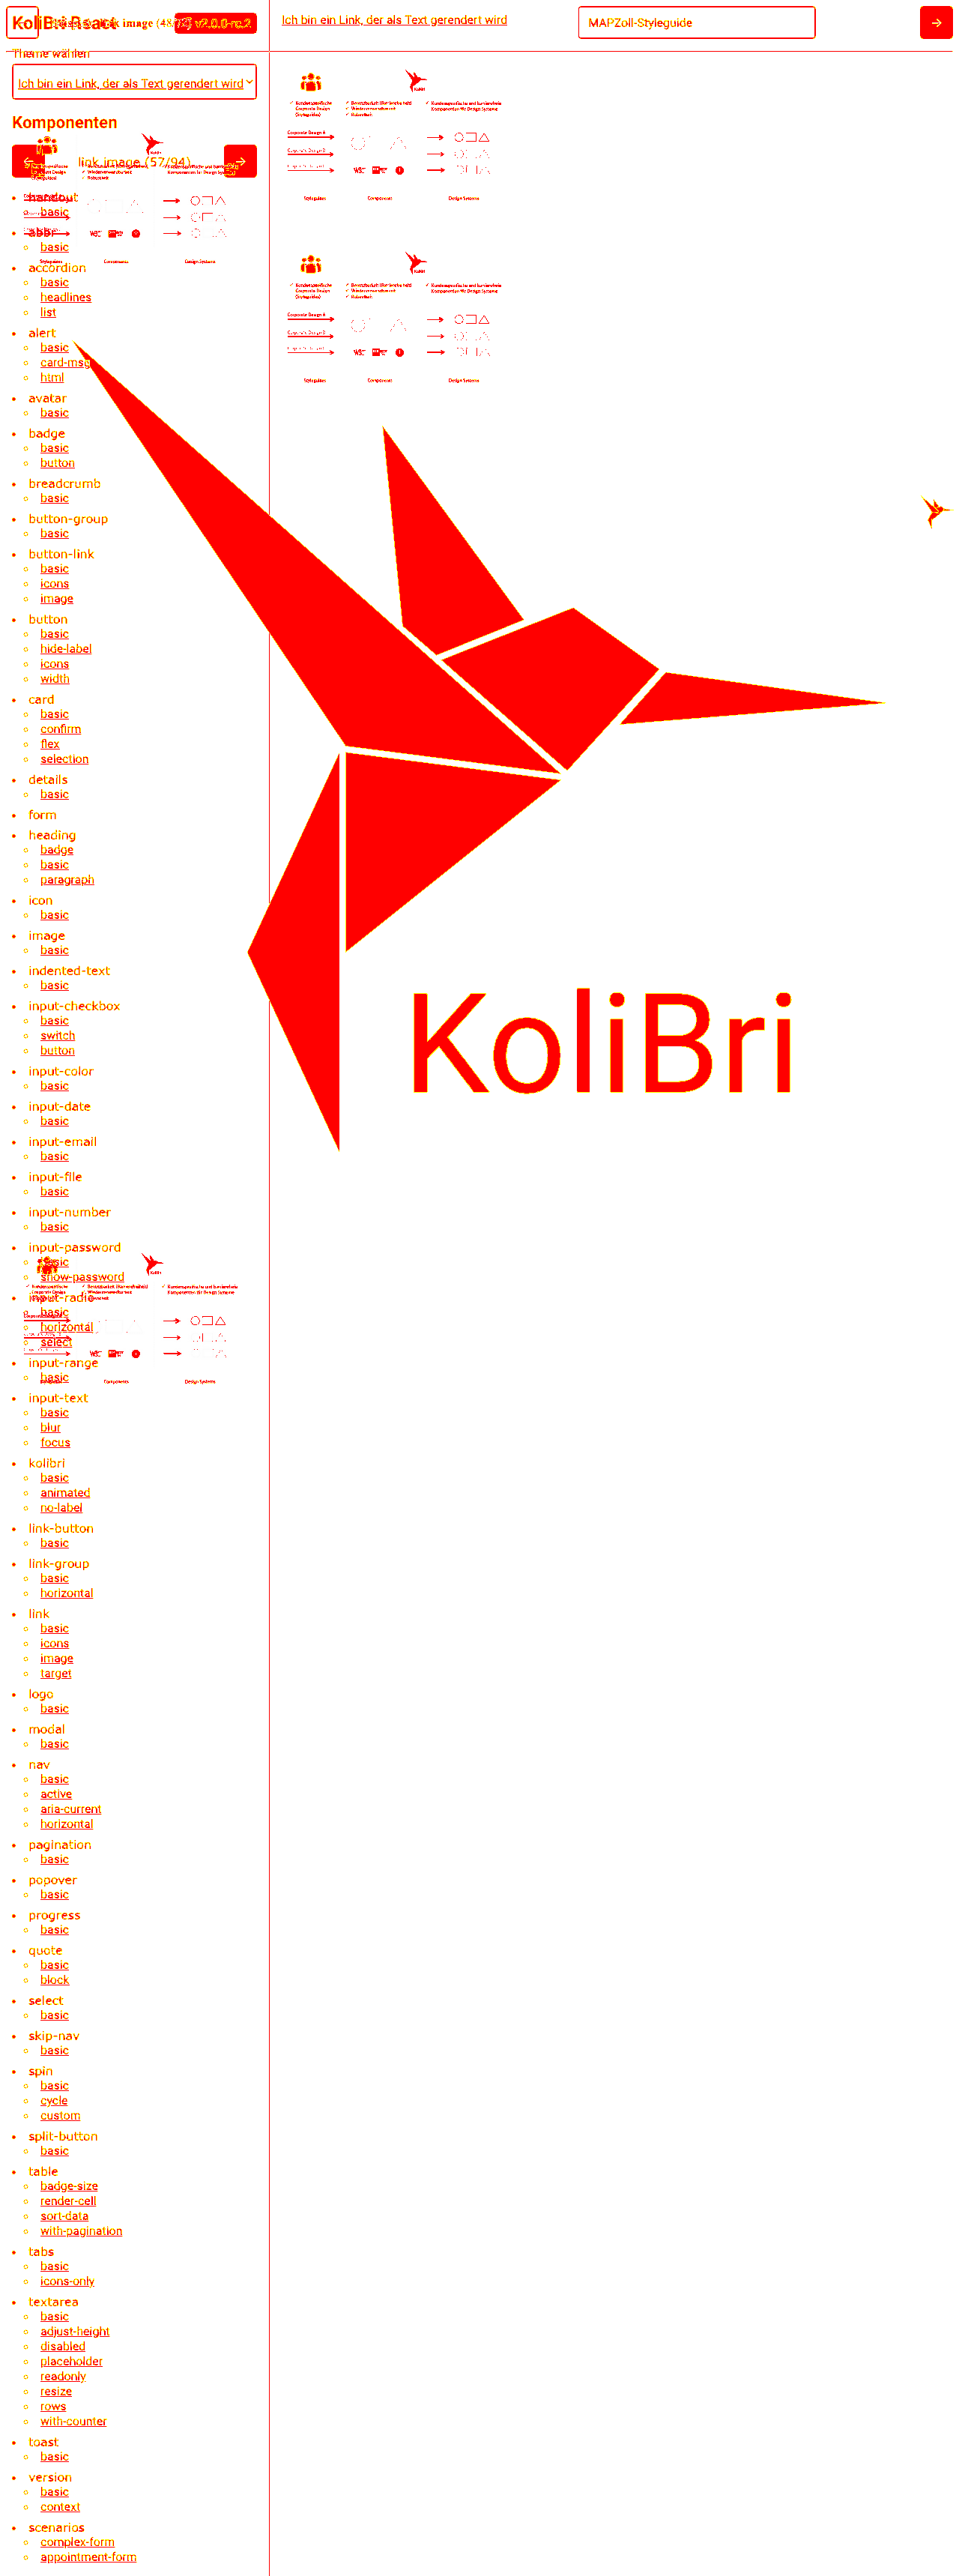 KoliBri React
v2.0.0-rc.2
Ich bin ein Link, der als Text gerendert wird
MAPZoll-Styleguide
Theme wählen
Ich bin ein Link, der als Text gerendert wird
Komponenten
link image (57/94)
handout
basic
abbr
basic
accordion
basic
headlines
list
alert
basic
card-msg
html
avatar
basic
badge
basic
button
breadcrumb
basic
button-group
basic
button-link
basic
icons
image
button
basic
hide-label
icons
width
card
basic
confirm
flex
selection
details
basic
form
heading
badge
basic
paragraph
icon
basic
image
basic
indented-text
basic
input-checkbox
basic
switch
button
input-color
basic
input-date
basic
input-email
basic
input-file
basic
input-number
basic
input-password
basic
show-password
input-radio
basic
horizontal
select
input-range
basic
input-text
basic
blur
focus
kolibri
basic
animated
no-label
link-button
basic
link-group
basic
horizontal
link
basic
icons
image
target
logo
basic
modal
basic
nav
basic
active
aria-current
horizontal
pagination
basic
popover
basic
progress
basic
quote
basic
block
select
basic
skip-nav
basic
spin
basic
cycle
custom
split-button
basic
table
badge-size
render-cell
sort-data
with-pagination
tabs
basic
icons-only
textarea
basic
adjust-height
disabled
placeholder
readonly
resize
rows
with-counter
toast
basic
version
basic
context
scenarios
complex-form
appointment-form
KoliBri